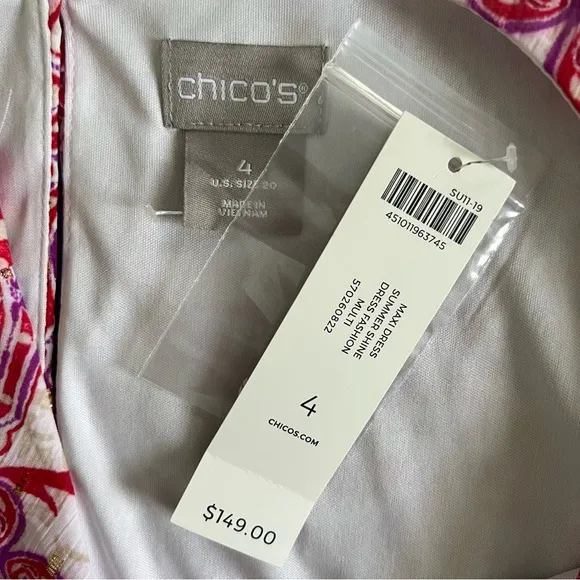 chico's®
4
U.S. SIZE 20
MADE IN
VIETNAM
SU11-19
451011963745
MAXI DRESS
SUMMER SHINE
DRESS FASHION
MULTI
570260822
4
CHICOS.COM
$149.00